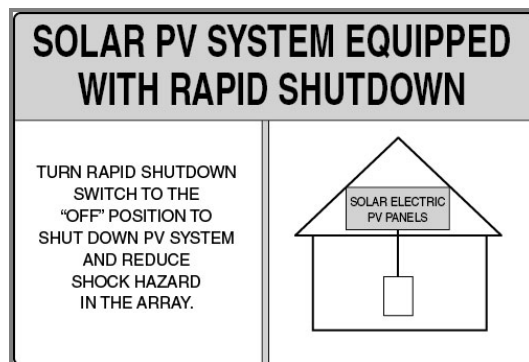 SOLAR PV SYSTEM EQUIPPED
WITH RAPID SHUTDOWN
TURN RAPID SHUTDOWN
SWITCH TO THE
“OFF” POSITION TO
SHUT DOWN PV SYSTEM
AND REDUCE
SHOCK HAZARD
IN THE ARRAY.
SOLAR ELECTRIC
PV PANELS